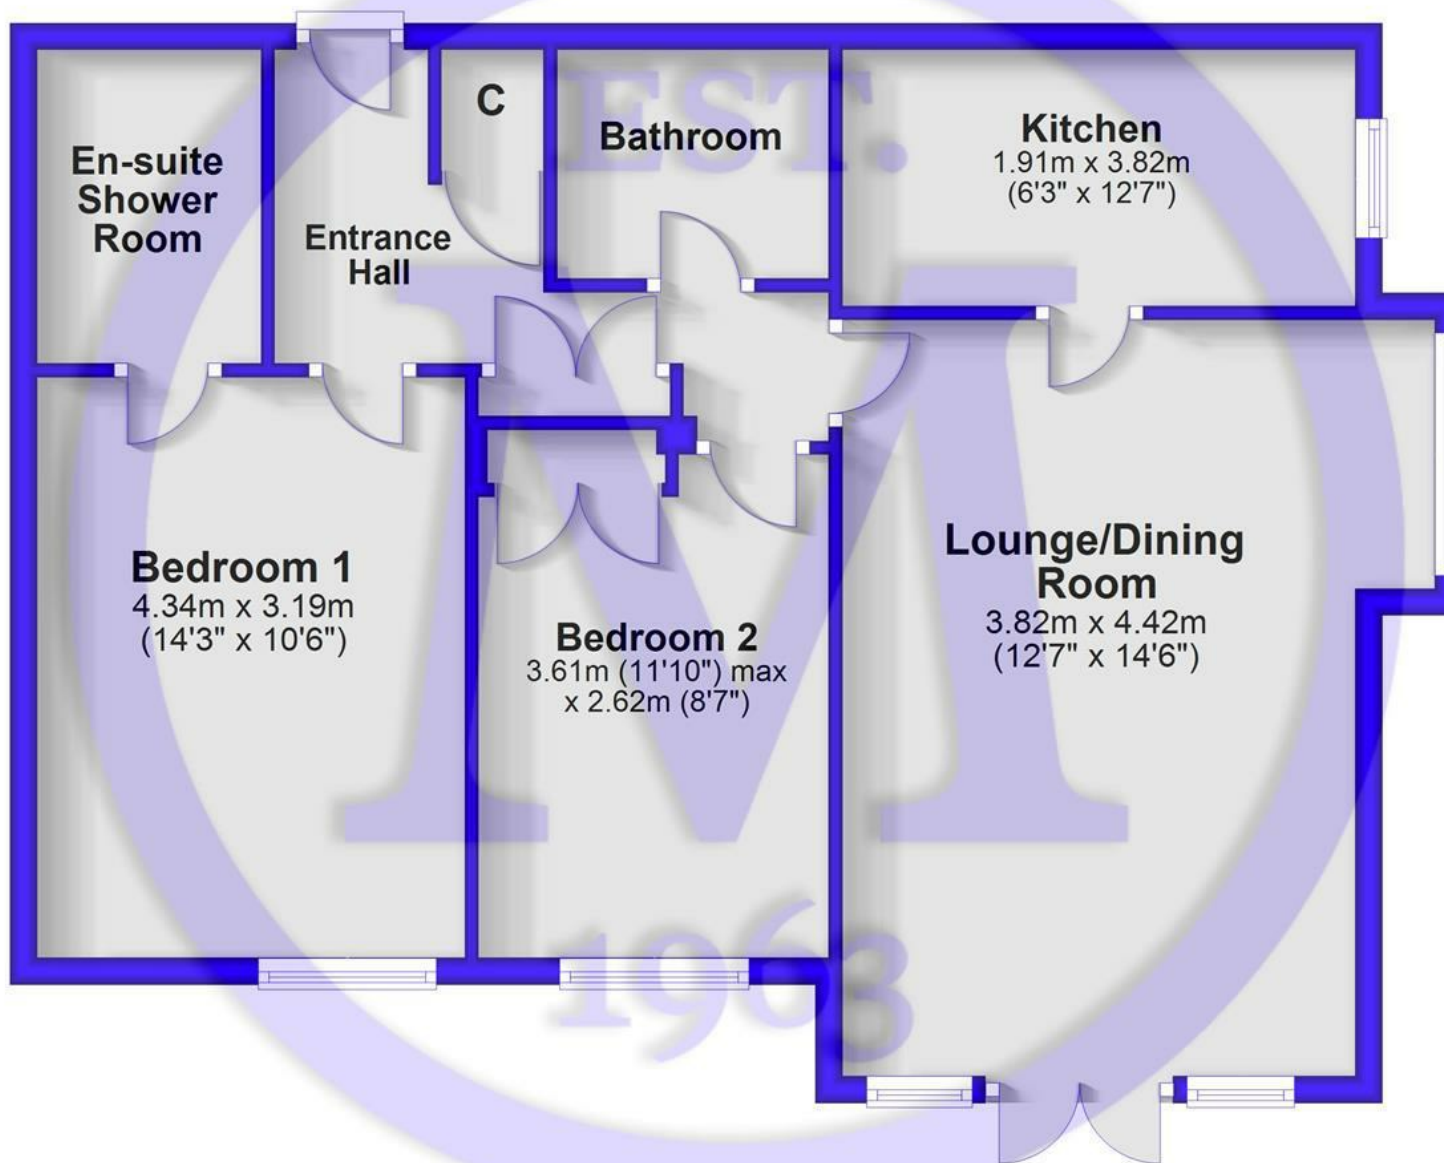 EST.
C
Bathroom
Kitchen
1.91m x 3.82m
(6'3" x 12'7")
En-suite
Shower
Room
Entrance
Hall
M
Bedroom 1
4.34m x 3.19m
(14'3" x 10'6")
Bedroom 2
3.61m (11'10") max
x 2.62m (8'7")
Lounge/Dining
Room
3.82m x 4.42m
(12'7" x 14'6")
1963